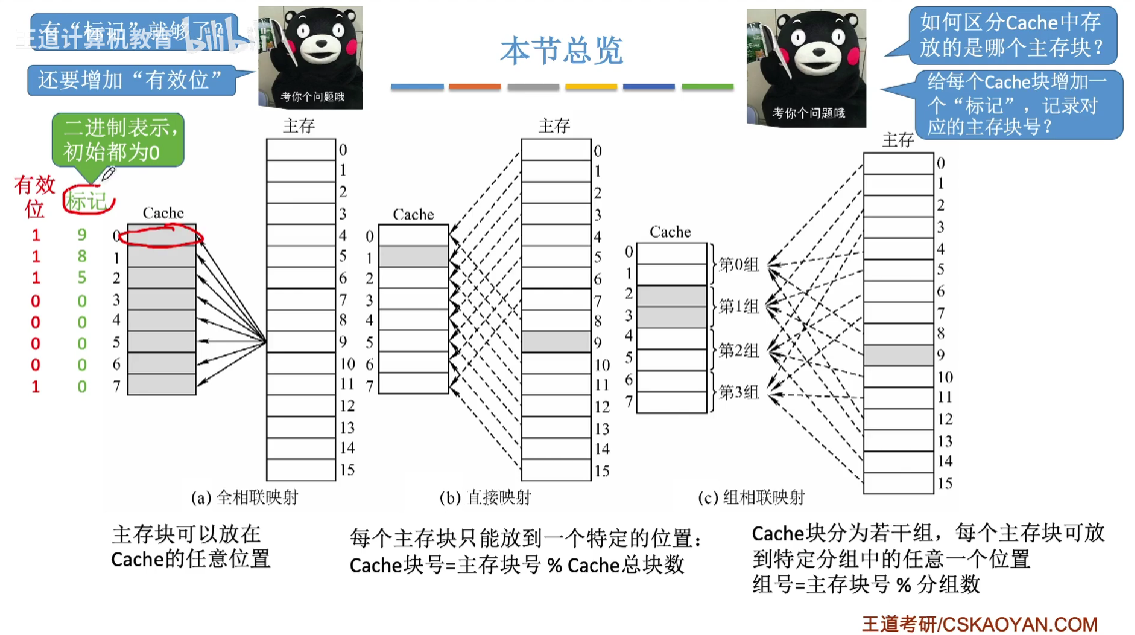 有“标记”就够了？
王道计算机教育 bilibili
还要增加“有效位”
考你个问题哦
本节总览
考你个问题哦
如何区分Cache中存
放的是哪个主存块？
给每个Cache块增加一
个“标记”，记录对
应的主存块号？
二进制表示，
初始都为0
有效
位
标记
1 9
1 8
1 5
0 0
0 0
0 0
0 0
1 0
Cache
0
1
2
3
4
5
6
7
主存
0
1
2
3
4
5
6
7
8
9
10
11
12
13
14
15
(a) 全相联映射
主存块可以放在
Cache的任意位置
Cache
0
1
2
3
4
5
6
7
主存
0
1
2
3
4
5
6
7
8
9
10
11
12
13
14
15
(b) 直接映射
每个主存块只能放到一个特定的位置：
Cache块号=主存块号 % Cache总块数
Cache
0
1
2
3
4
5
6
7
第0组
第1组
第2组
第3组
主存
0
1
2
3
4
5
6
7
8
9
10
11
12
13
14
15
(c) 组相联映射
Cache块分为若干组，每个主存块可放
到特定分组中的任意一个位置
组号=主存块号 % 分组数
王道考研/CSKAOYAN.COM